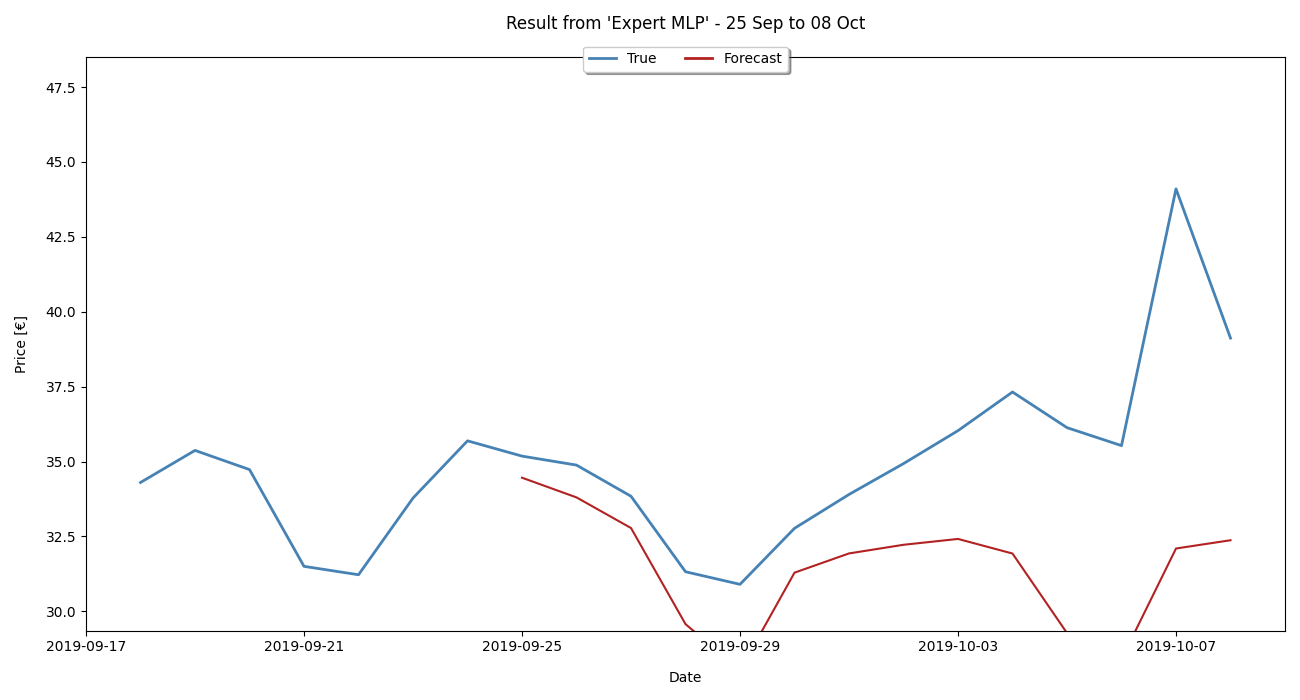 Result from 'Expert MLP' - 25 Sep to 08 Oct
True
Forecast
47.5
45.0
42.5
40.0
37.5
35.0
32.5
30.0
Price [€]
2019-09-17
2019-09-21
2019-09-25
2019-09-29
2019-10-03
2019-10-07
Date